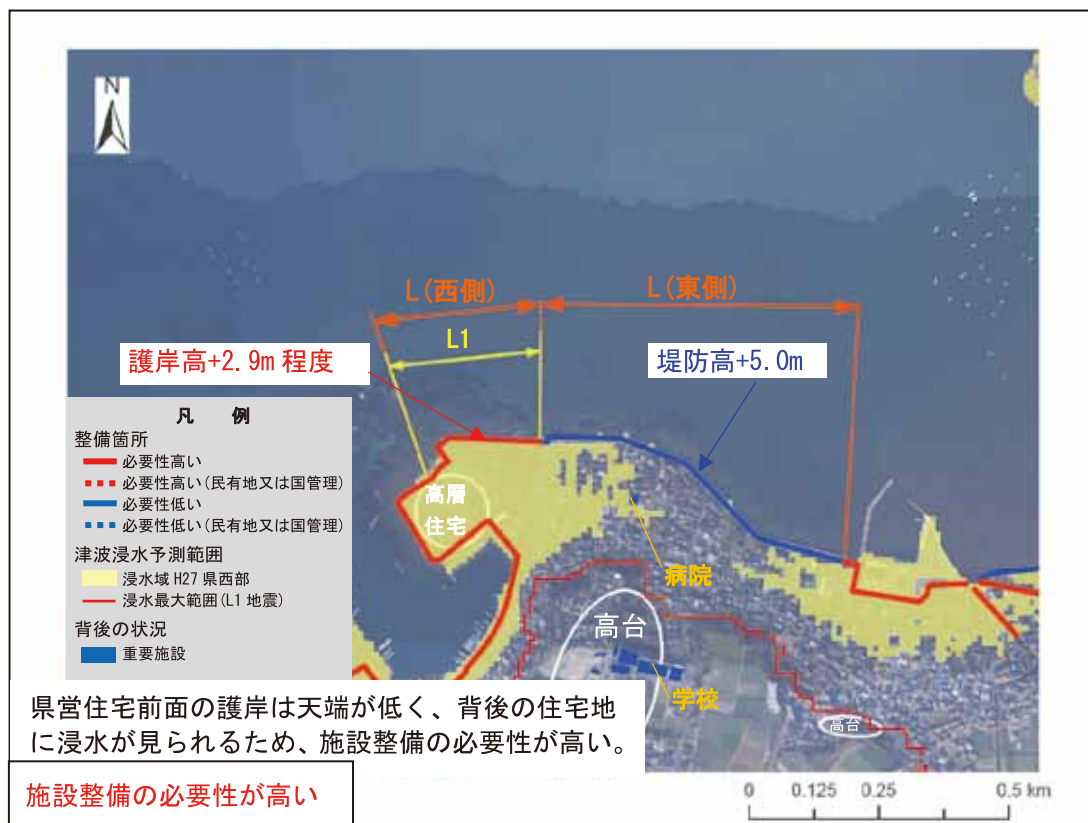 N
L(西側)
L(東側)
L1
護岸高+2.9m 程度
堤防高+5.0m
凡 例
整備箇所
必要性高い
必要性高い(民有地又は国管理)
必要性低い
必要性低い(民有地又は国管理)
津波浸水予測範囲
浸水域 H27 県西部
浸水最大範囲(L1 地震)
背後の状況
重要施設
高層
住宅
病院
高台
学校
高台
県営住宅前面の護岸は天端が低く、背後の住宅地
に浸水が見られるため、施設整備の必要性が高い。
施設整備の必要性が高い
0 0.125 0.25 0.5 km